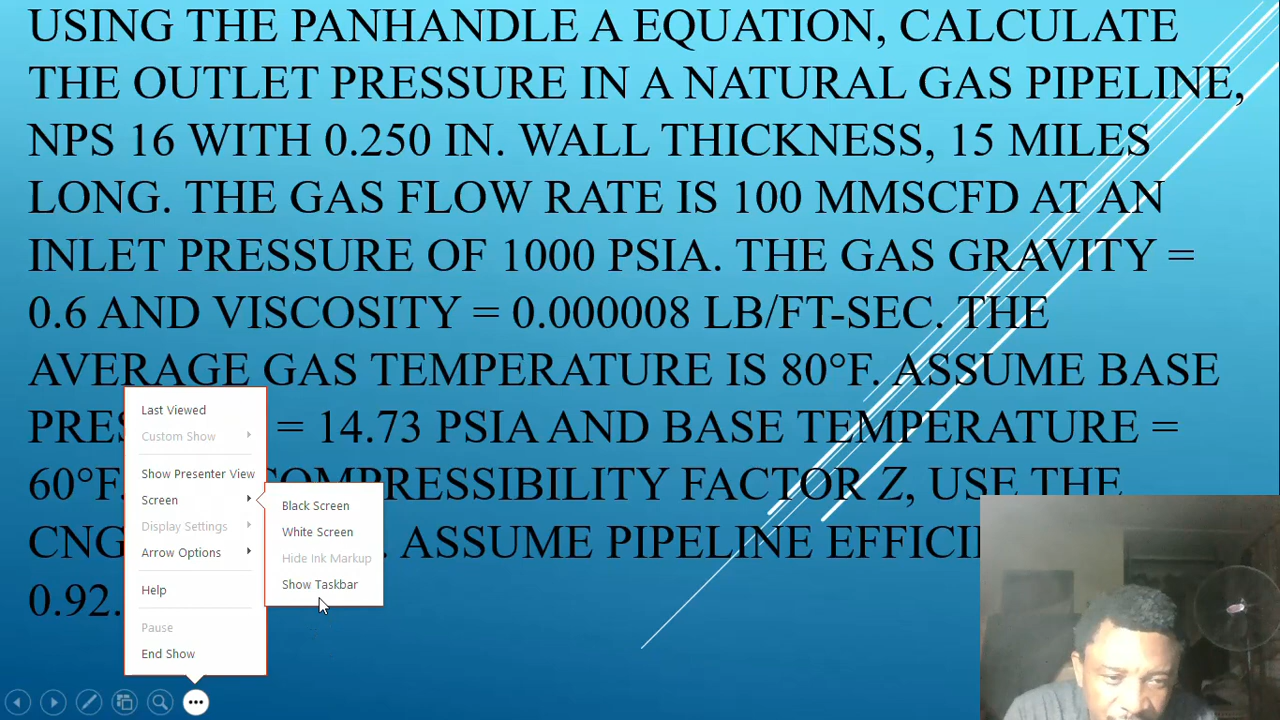 USING THE PANHANDLE A EQUATION, CALCULATE
THE OUTLET PRESSURE IN A NATURAL GAS PIPELINE,
NPS 16 WITH 0.250 IN. WALL THICKNESS, 15 MILES
LONG. THE GAS FLOW RATE IS 100 MMSCFD AT AN
INLET PRESSURE OF 1000 PSIA. THE GAS GRAVITY =
0.6 AND VISCOSITY = 0.000008 LB/FT-SEC. THE
AVERAGE GAS TEMPERATURE IS 80°F. ASSUME BASE
PRES = 14.73 PSIA AND BASE TEMPERATURE =
60°F. COMPRESSIBILITY FACTOR Z, USE THE
CNG . ASSUME PIPELINE EFFICI
0.92.
Last Viewed
Custom Show
Show Presenter View
Screen
Display Settings
Arrow Options
Help
Pause
End Show
Black Screen
White Screen
Hide Ink Markup
Show Taskbar